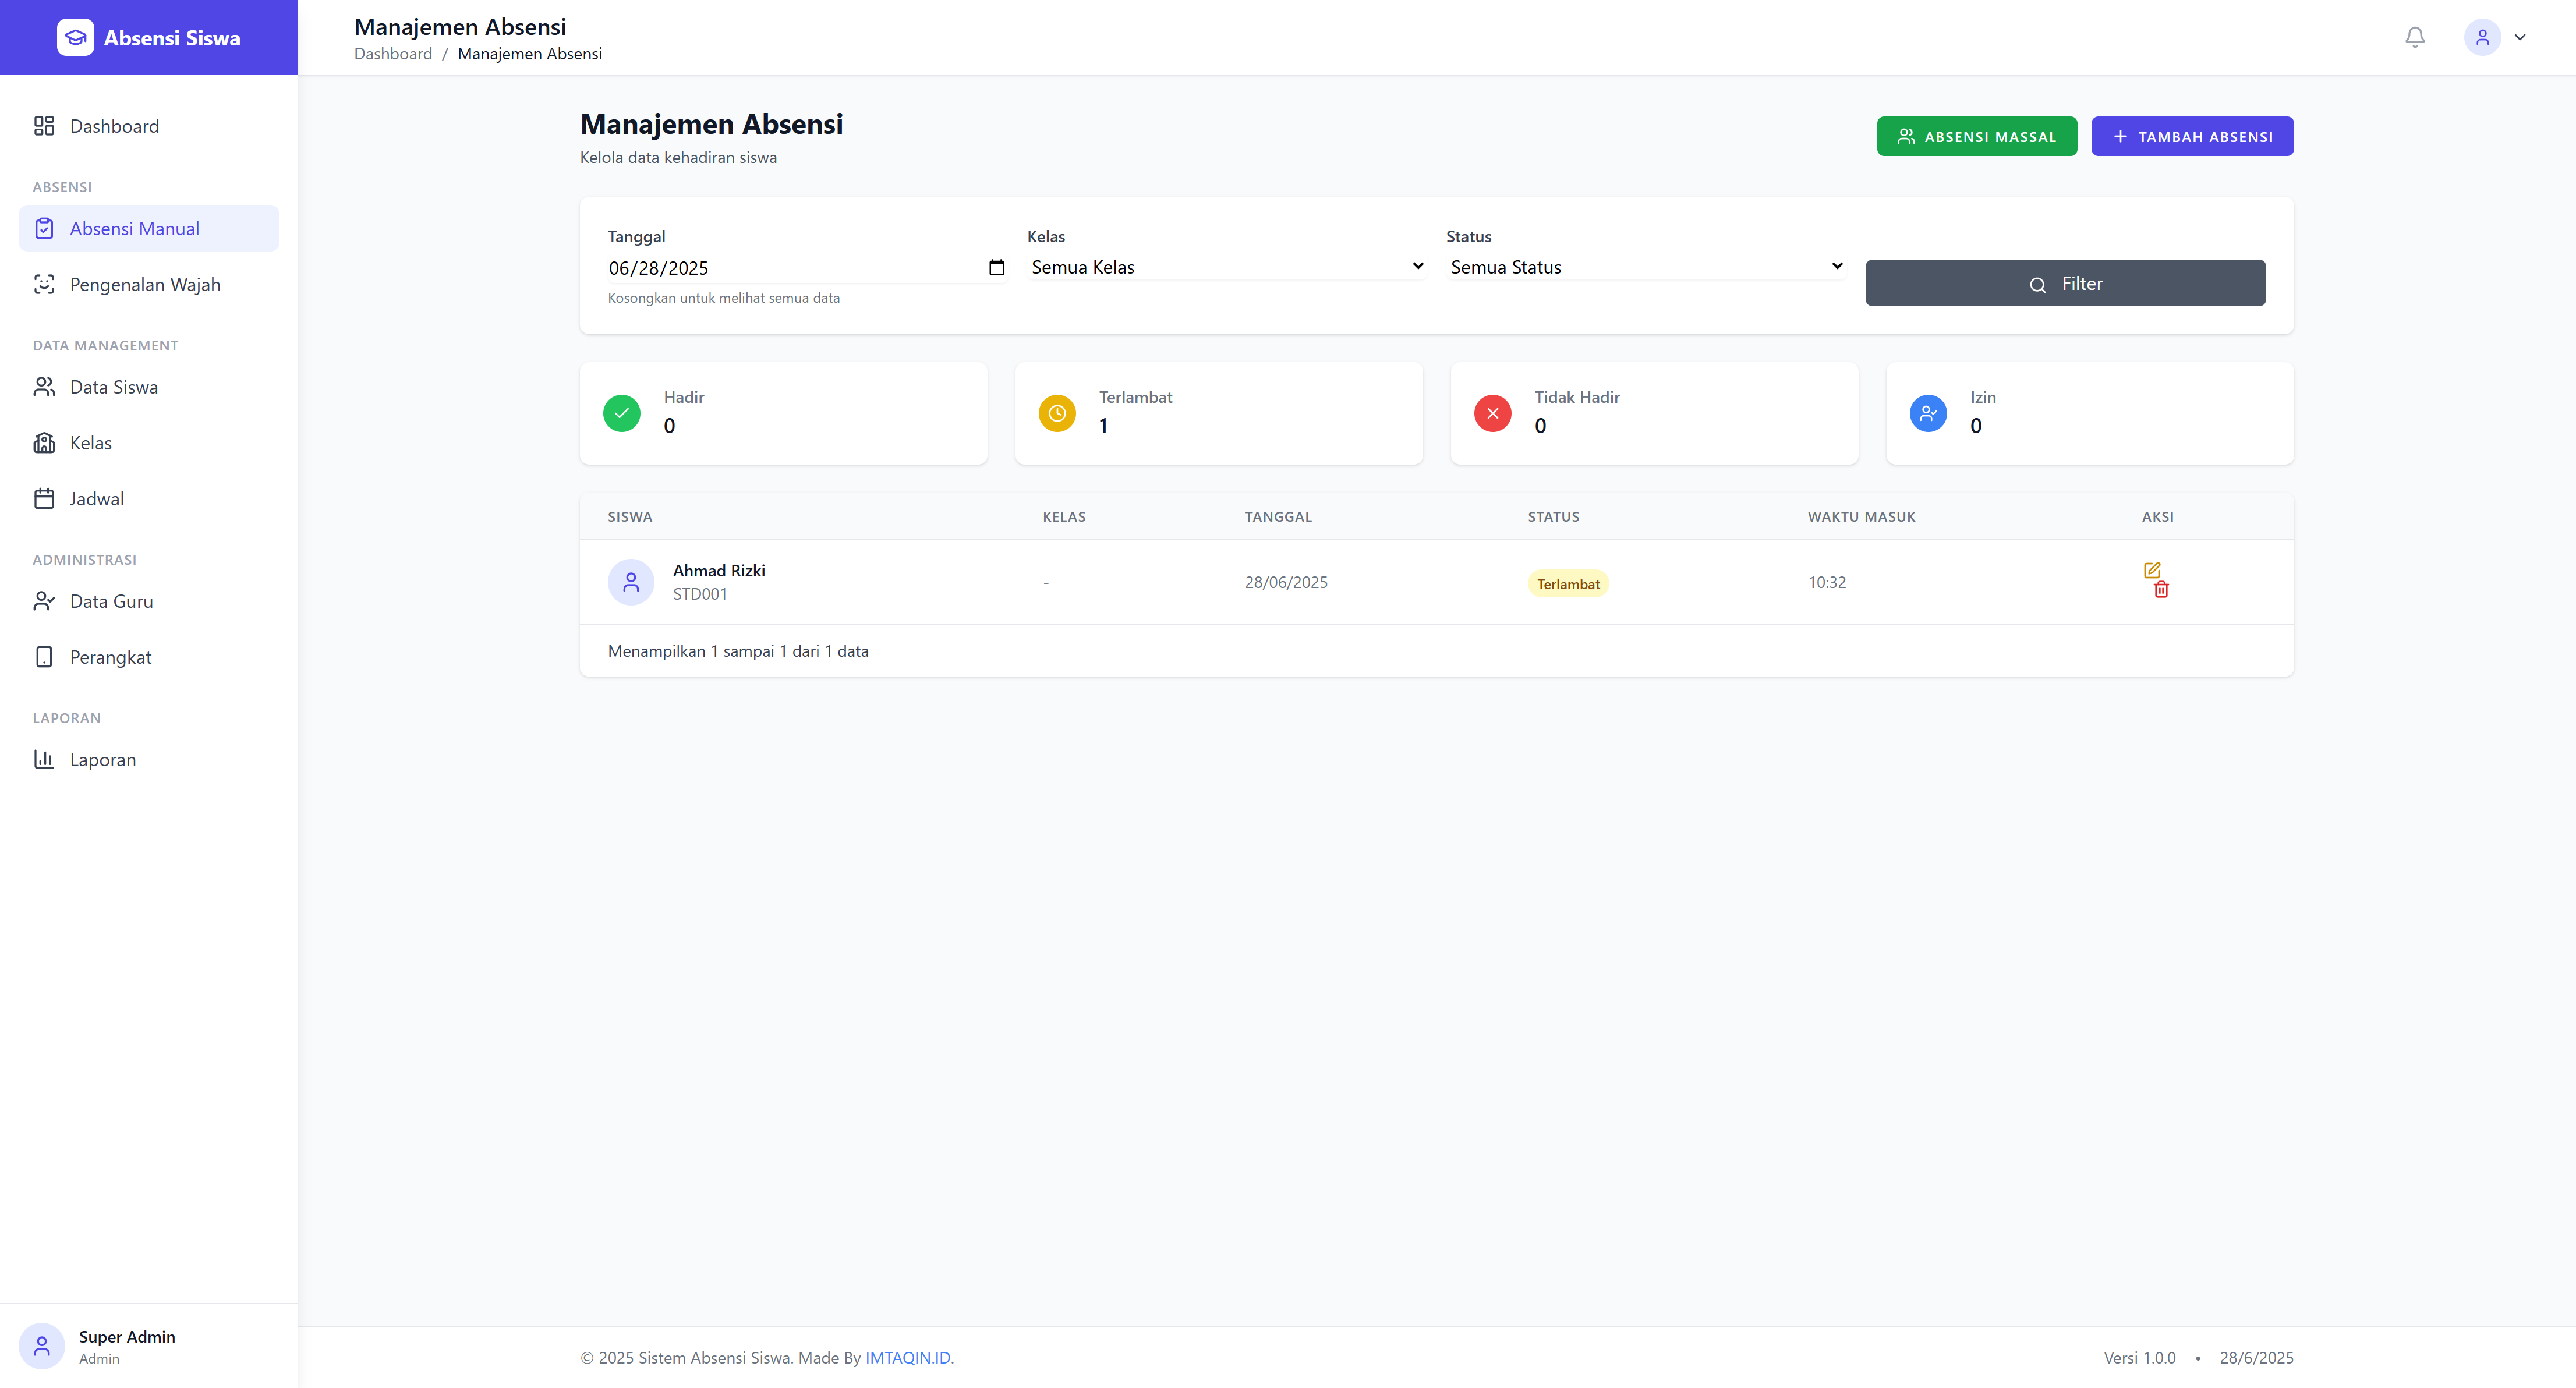 Absensi Siswa
Manajemen Absensi
Dashboard / Manajemen Absensi
Dashboard
ABSENSI
Absensi Manual
Pengenalan Wajah
DATA MANAGEMENT
Data Siswa
Kelas
Jadwal
ADMINISTRASI
Data Guru
Perangkat
LAPORAN
Laporan
Super Admin
Admin
Manajemen Absensi
Kelola data kehadiran siswa
ABSENSI MASSAL
TAMBAH ABSENSI
Tanggal
06/28/2025
Kosongkan untuk melihat semua data
Kelas
Semua Kelas
Status
Semua Status
Filter
Hadir
0
Terlambat
1
Tidak Hadir
0
Izin
0
SISWA KELAS TANGGAL STATUS WAKTU MASUK AKSI
Ahmad Rizki
STD001
- 28/06/2025 Terlambat 10:32
Menampilkan 1 sampai 1 dari 1 data
© 2025 Sistem Absensi Siswa. Made By IMTAQIN.ID.
Versi 1.0.0 • 28/6/2025